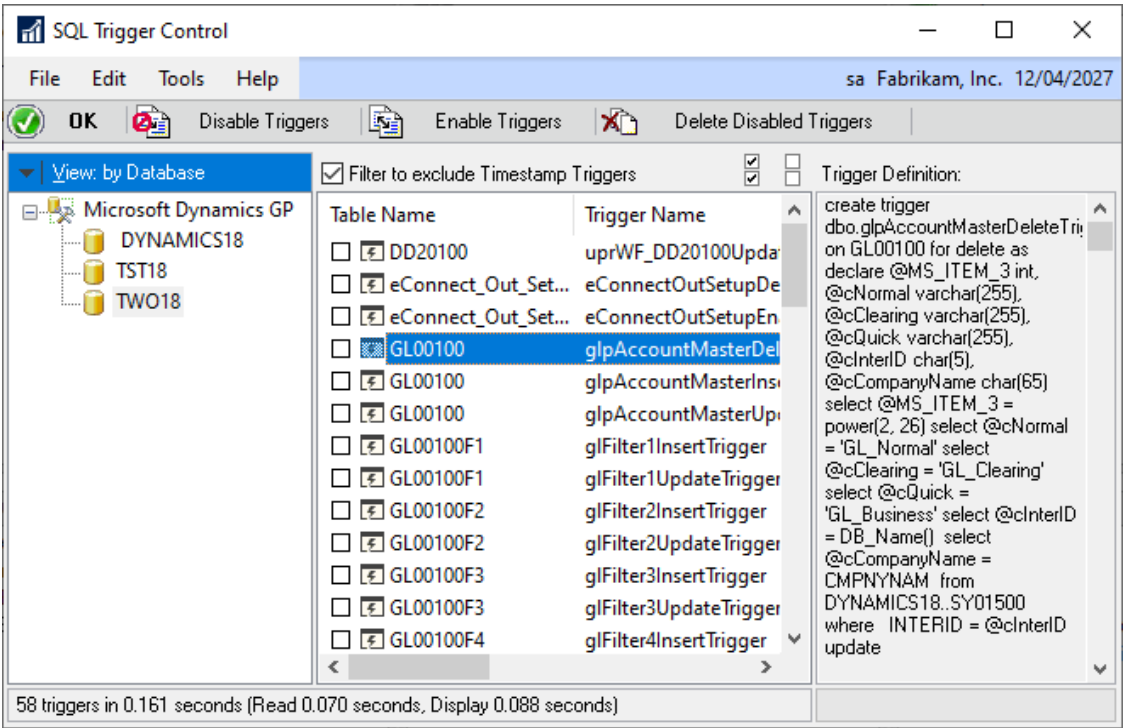 SQL Trigger Control
File Edit Tools Help
sa Fabrikam, Inc. 12/04/2027
OK Disable Triggers Enable Triggers Delete Disabled Triggers
View: by Database
Microsoft Dynamics GP
DYNAMICS18
TST18
TWO18
Filter to exclude Timestamp Triggers
Table Name Trigger Name
DD20100 uprWF_DD20100Updat
eConnect_Out_Set... eConnectOutSetupDe
eConnect_Out_Set... eConnectOutSetupEn
GL00100 glpAccountMasterDel
GL00100 glpAccountMasterInse
GL00100 glpAccountMasterUpd
GL00100F1 glFilter1InsertTrigger
GL00100F1 glFilter1UpdateTrigger
GL00100F2 glFilter2InsertTrigger
GL00100F2 glFilter2UpdateTrigger
GL00100F3 glFilter3InsertTrigger
GL00100F3 glFilter3UpdateTrigger
GL00100F4 glFilter4InsertTrigger
Trigger Definition:
create trigger
dbo.glpAccountMasterDeleteTrig
on GL00100 for delete as
declare @MS_ITEM_3 int,
@cNormal varchar(255),
@cClearing varchar(255),
@cQuick varchar(255),
@cInterID char(5),
@cCompanyName char(65)
select @MS_ITEM_3 =
power(2, 26) select @cNormal
= 'GL_Normal' select
@cClearing = 'GL_Clearing'
select @cQuick =
'GL_Business' select @cInterID
= DB_Name() select
@cCompanyName =
CMPNYNAM from
DYNAMICS18..SY01500
where INTERID = @cInterID
update
58 triggers in 0.161 seconds (Read 0.070 seconds, Display 0.088 seconds)